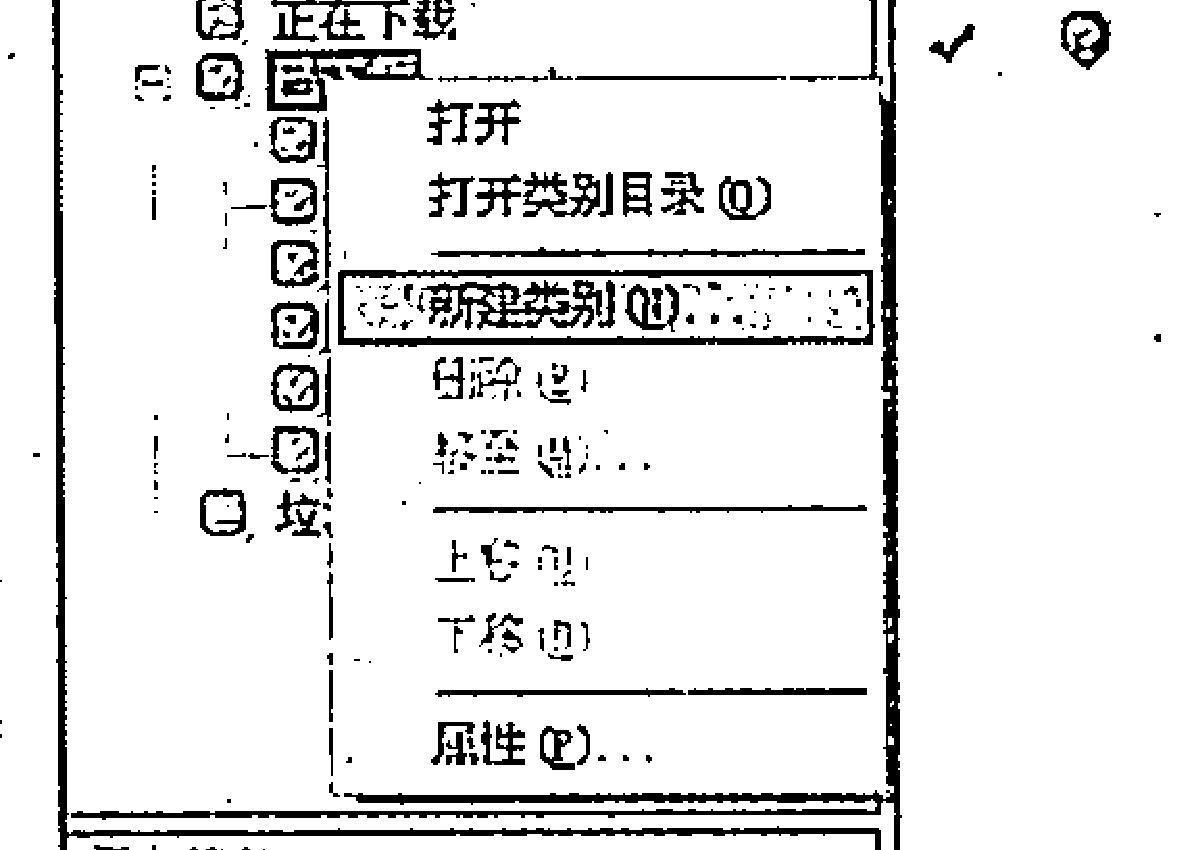 正在下载
打开
打开类别目录(O)
新建类别(N)...
删除(D)
移至(M)...
垃
上移(U)
下移(D)
属性(P)...